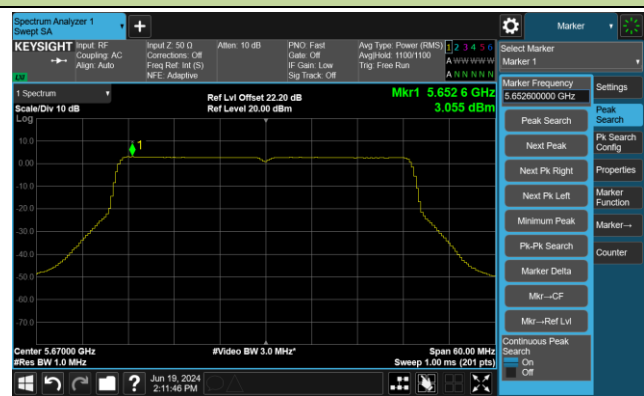 Spectrum Analyzer 1
Swept SA
Marker
KEYSIGHT
Input: RF
Coupling: AC
Align: Auto
Input Z: 50 Ω
Corrections: Off
Freq Ref: Int (S)
NFE: Adaptive
Atten: 10 dB
PNO: Fast
Gate: Off
IF Gain: Low
Sig Track: Off
Avg Type: Power (RMS)
Avg|Hold: 1100/1100
Trig: Free Run
1 2 3 4 5 6
A W W W W W
A N N N N N
LXI
Select Marker
Marker 1
1 Spectrum
Scale/Div 10 dB
Log
Ref Lvl Offset 22.20 dB
Ref Level 20.00 dBm
Mkr1 5.652 6 GHz
3.055 dBm
10.0
0.00
-10.0
-20.0
-30.0
-40.0
-50.0
-60.0
-70.0
1
Center 5.67000 GHz
#Res BW 1.0 MHz
#Video BW 3.0 MHz*
Span 60.00 MHz
Sweep 1.00 ms (201 pts)
Marker Frequency
5.652600000 GHz
Peak Search
Next Peak
Next Pk Right
Next Pk Left
Minimum Peak
Pk-Pk Search
Marker Delta
Mkr→CF
Mkr→Ref Lvl
Continuous Peak
Search
On
Off
Settings
Peak
Search
Pk Search
Config
Properties
Marker
Function
Marker→
Counter
Jun 19, 2024
2:11:46 PM